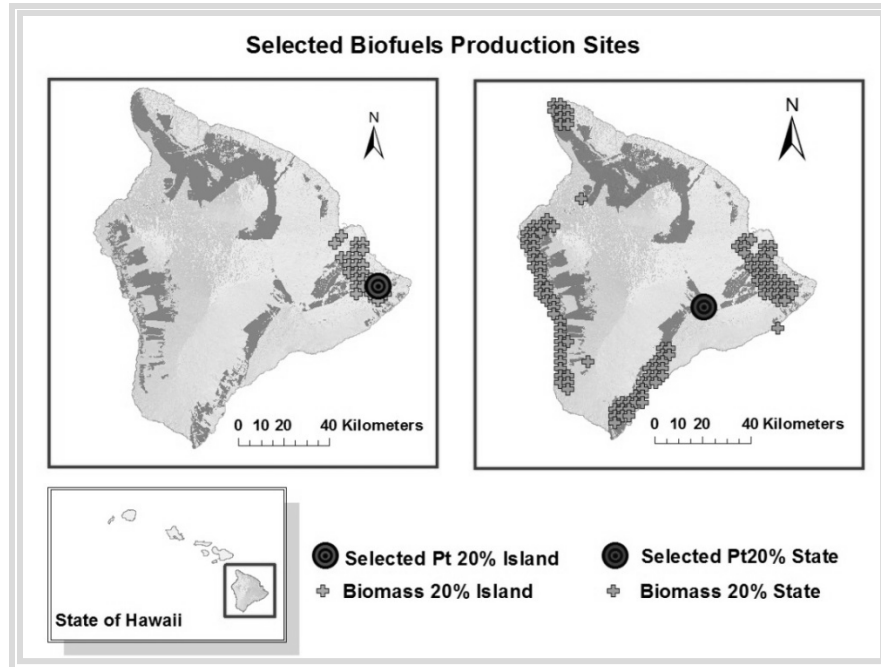 Selected Biofuels Production Sites
N
0 10 20 40 Kilometers
N
0 10 20 40 Kilometers
State of Hawaii
Selected Pt 20% Island
Biomass 20% Island
Selected Pt20% State
Biomass 20% State